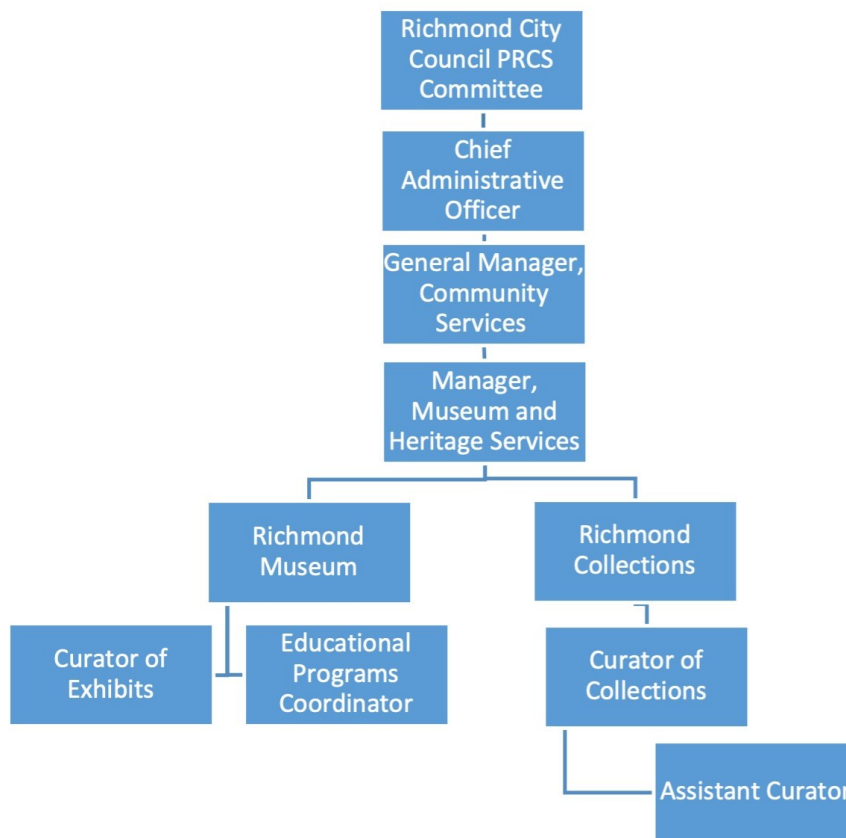 Richmond City
Council PRCS
Committee
Chief
Administrative
Officer
General Manager,
Community
Services
Manager,
Museum and
Heritage Services
Richmond
Museum
Richmond
Collections
Curator of
Exhibits
Educational
Programs
Coordinator
Curator of
Collections
Assistant Curator